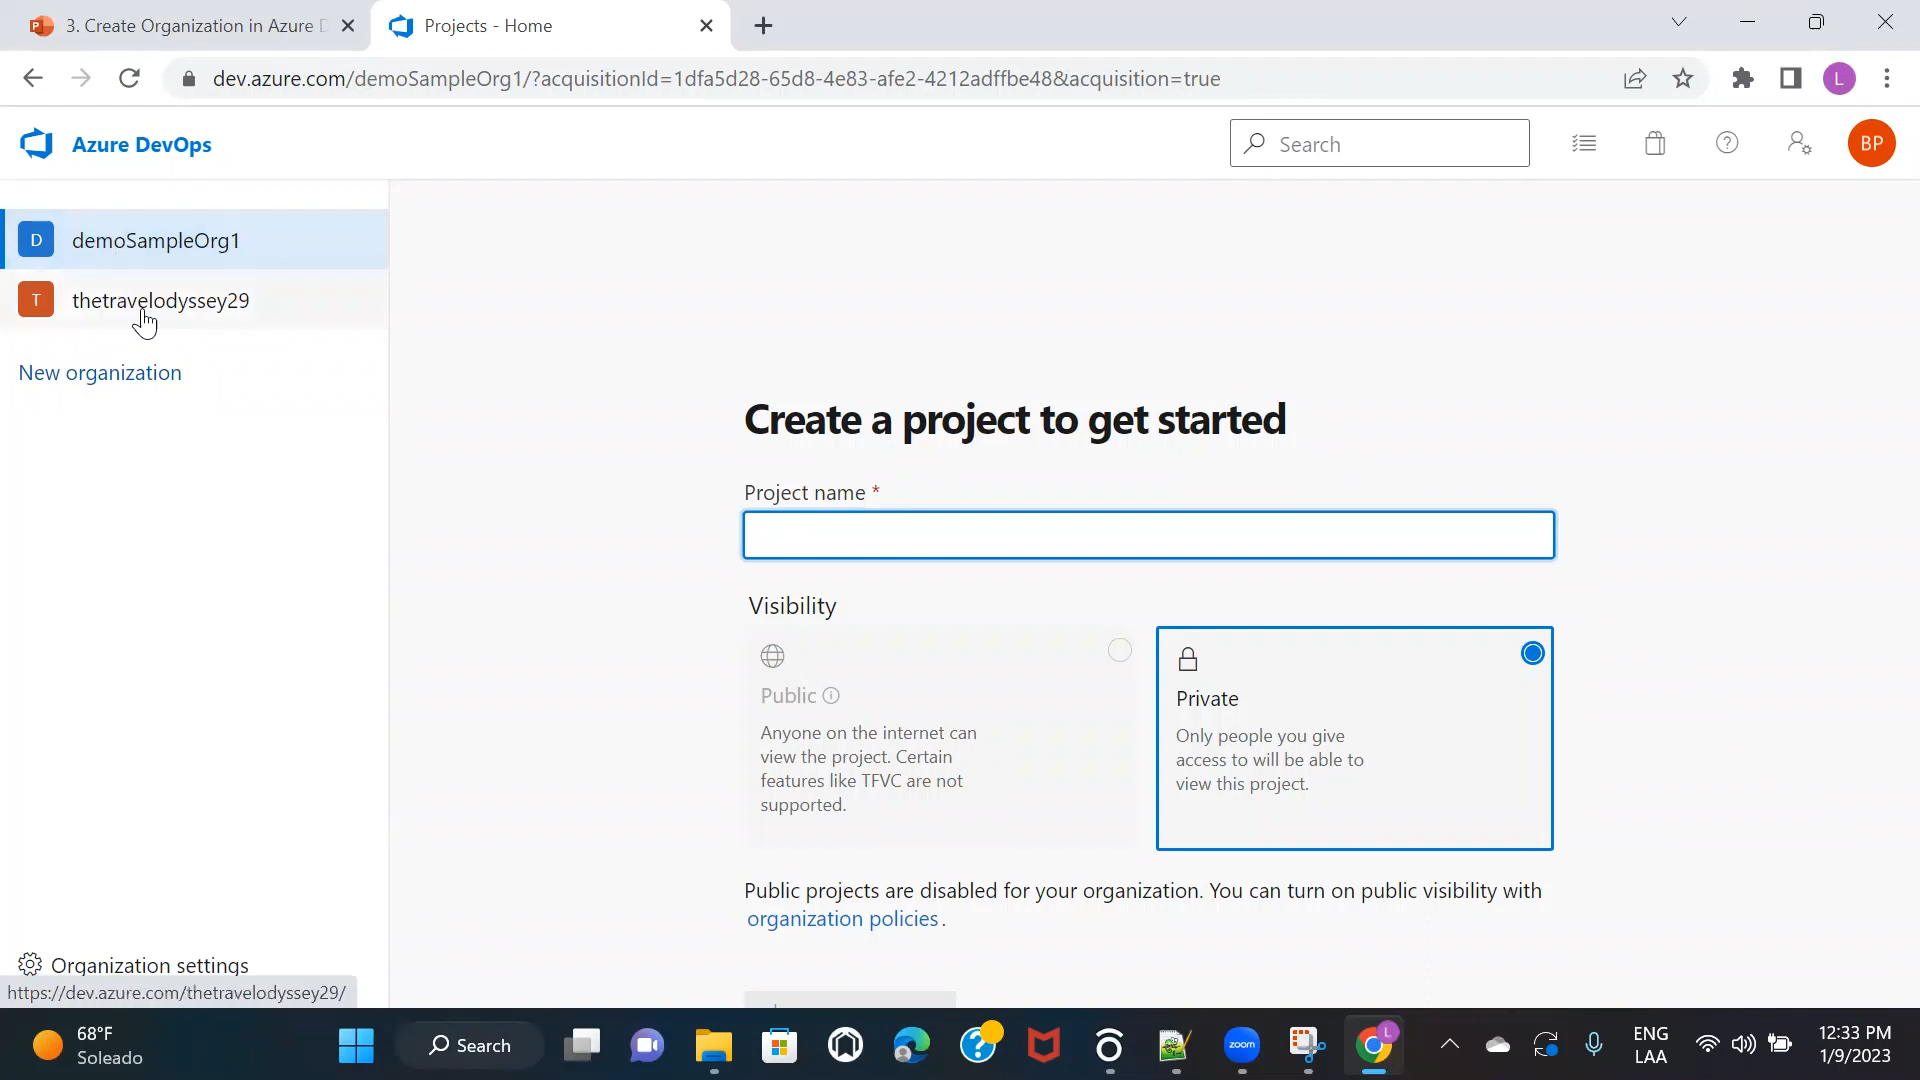 3. Create Organization in Azure D
Projects - Home
dev.azure.com/demoSampleOrg1/?acquisitionId=1dfa5d28-65d8-4e83-afe2-4212adffbe48&acquisition=true
L
Azure DevOps
Search
BP
D demoSampleOrg1
T thetravelodyssey29
New organization
Create a project to get started
Project name *
Visibility
Public
Anyone on the internet can
view the project. Certain
features like TFVC are not
supported.
Private
Only people you give
access to will be able to
view this project.
Public projects are disabled for your organization. You can turn on public visibility with
organization policies.
Organization settings
https://dev.azure.com/thetravelodyssey29/
68°F
Soleado
Search
zoom
L
ENG
LAA
12:33 PM
1/9/2023